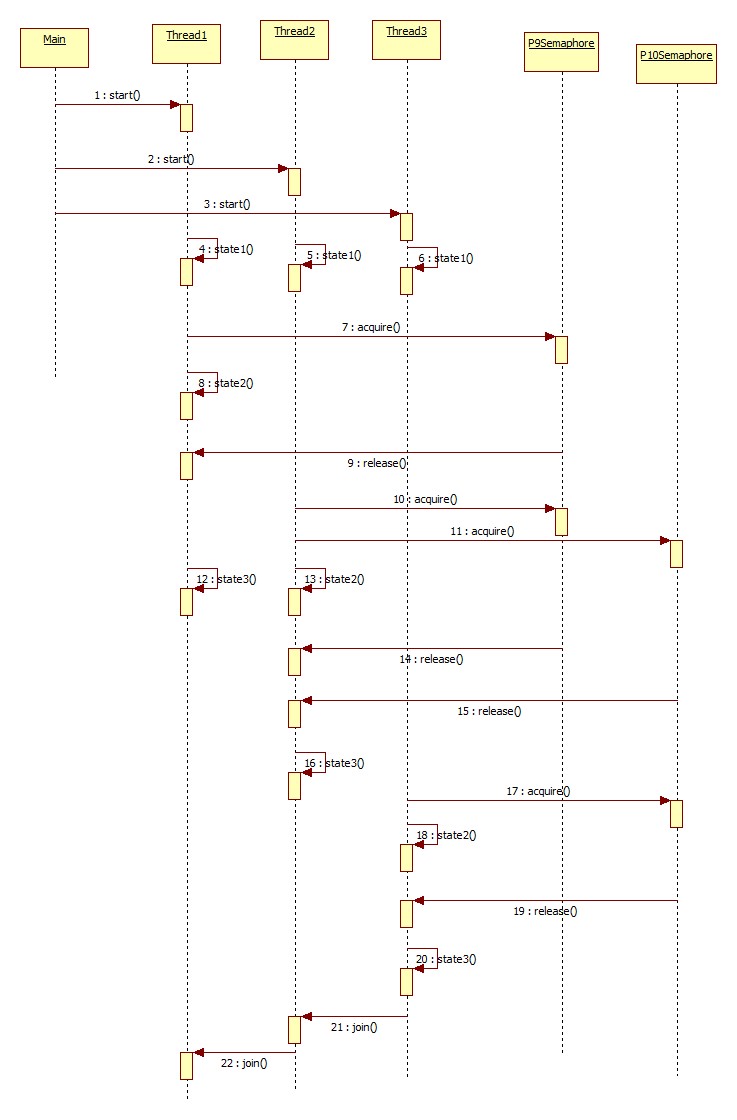 Main
Thread1
Thread2
Thread3
P9Semaphore
P10Semaphore
1 : start()
2 : start()
3 : start()
4 : state1()
5 : state1()
6 : state1()
7 : acquire()
8 : state2()
9 : release()
10 : acquire()
11 : acquire()
12 : state3()
13 : state2()
14 : release()
15 : release()
16 : state3()
17 : acquire()
18 : state2()
19 : release()
20 : state3()
21 : join()
22 : join()